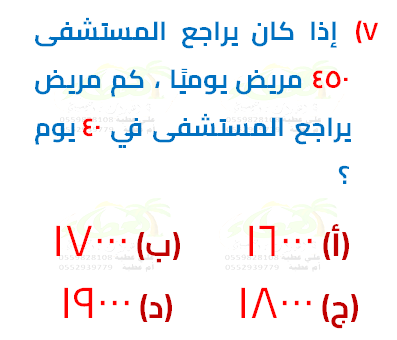 ٧) إذا كان يراجع المستشفى
٤٥٠ مريض يوميًا ، كم مريض
يراجع المستشفى في ٤٠ يوم
؟
(أ) ١٦٠٠٠ (ب) ١٧٠٠٠
(ج) ١٨٠٠٠ (د) ١٩٠٠٠